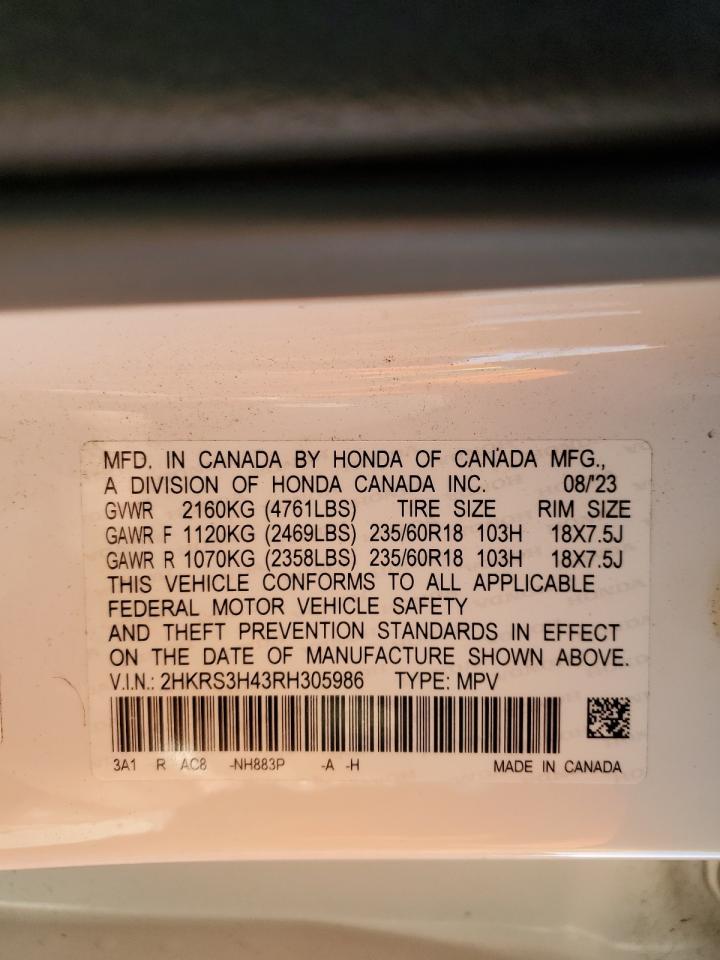 MFD. IN CANADA BY HONDA OF CANADA MFG.,
A DIVISION OF HONDA CANADA INC. 08/'23
GVWR 2160KG (4761LBS) TIRE SIZE RIM SIZE
GAWR F 1120KG (2469LBS) 235/60R18 103H 18X7.5J
GAWR R 1070KG (2358LBS) 235/60R18 103H 18X7.5J
THIS VEHICLE CONFORMS TO ALL APPLICABLE
FEDERAL MOTOR VEHICLE SAFETY
AND THEFT PREVENTION STANDARDS IN EFFECT
ON THE DATE OF MANUFACTURE SHOWN ABOVE.
V.I.N.: 2HKRS3H43RH305986 TYPE: MPV
3A1 R AC8 -NH883P -A -H MADE IN CANADA